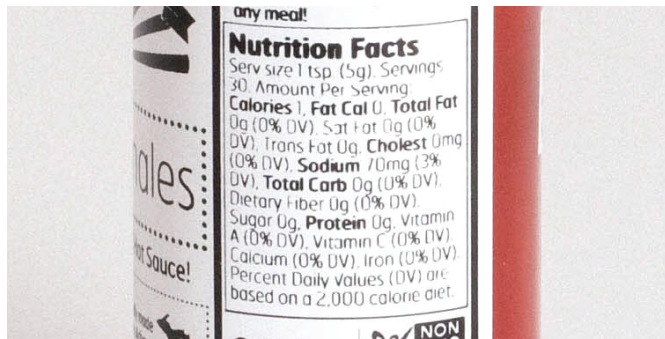 any meal!
Nutrition Facts
Serv size 1 tsp. (5g), Servings
30, Amount Per Serving:
Calories 1, Fat Cal 0, Total Fat
0g (0% DV), Sat Fat 0g (0%
DV), Trans Fat 0g, Cholest 0mg
(0% DV), Sodium 70mg (3%
DV), Total Carb 0g (0% DV),
Dietary Fiber 0g (0% DV),
Sugar 0g, Protein 0g, Vitamin
A (0% DV), Vitamin C (0% DV),
Calcium (0% DV), Iron (0% DV).
Percent Daily Values (DV) are
based on a 2,000 calorie diet.
ales
Hot Sauce!
made
NON